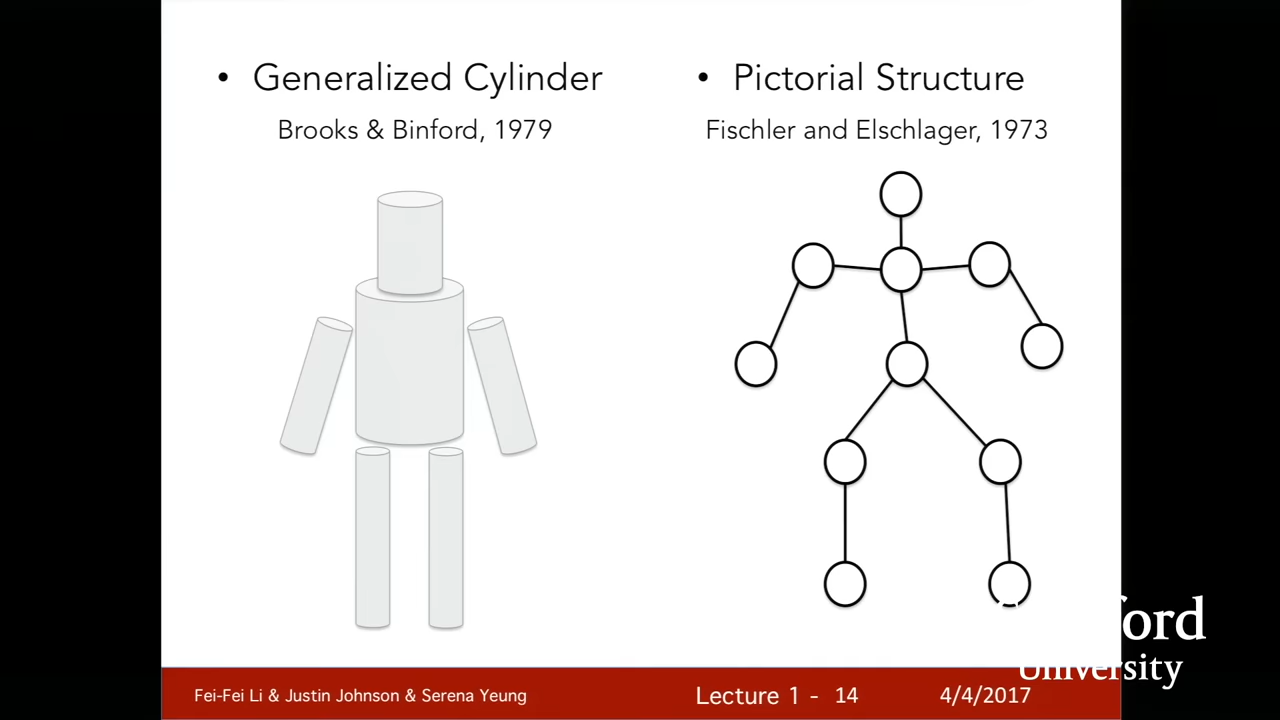 • Generalized Cylinder
Brooks & Binford, 1979
• Pictorial Structure
Fischler and Elschlager, 1973
Fei-Fei Li & Justin Johnson & Serena Yeung
Lecture 1 - 14
4/4/2017
University